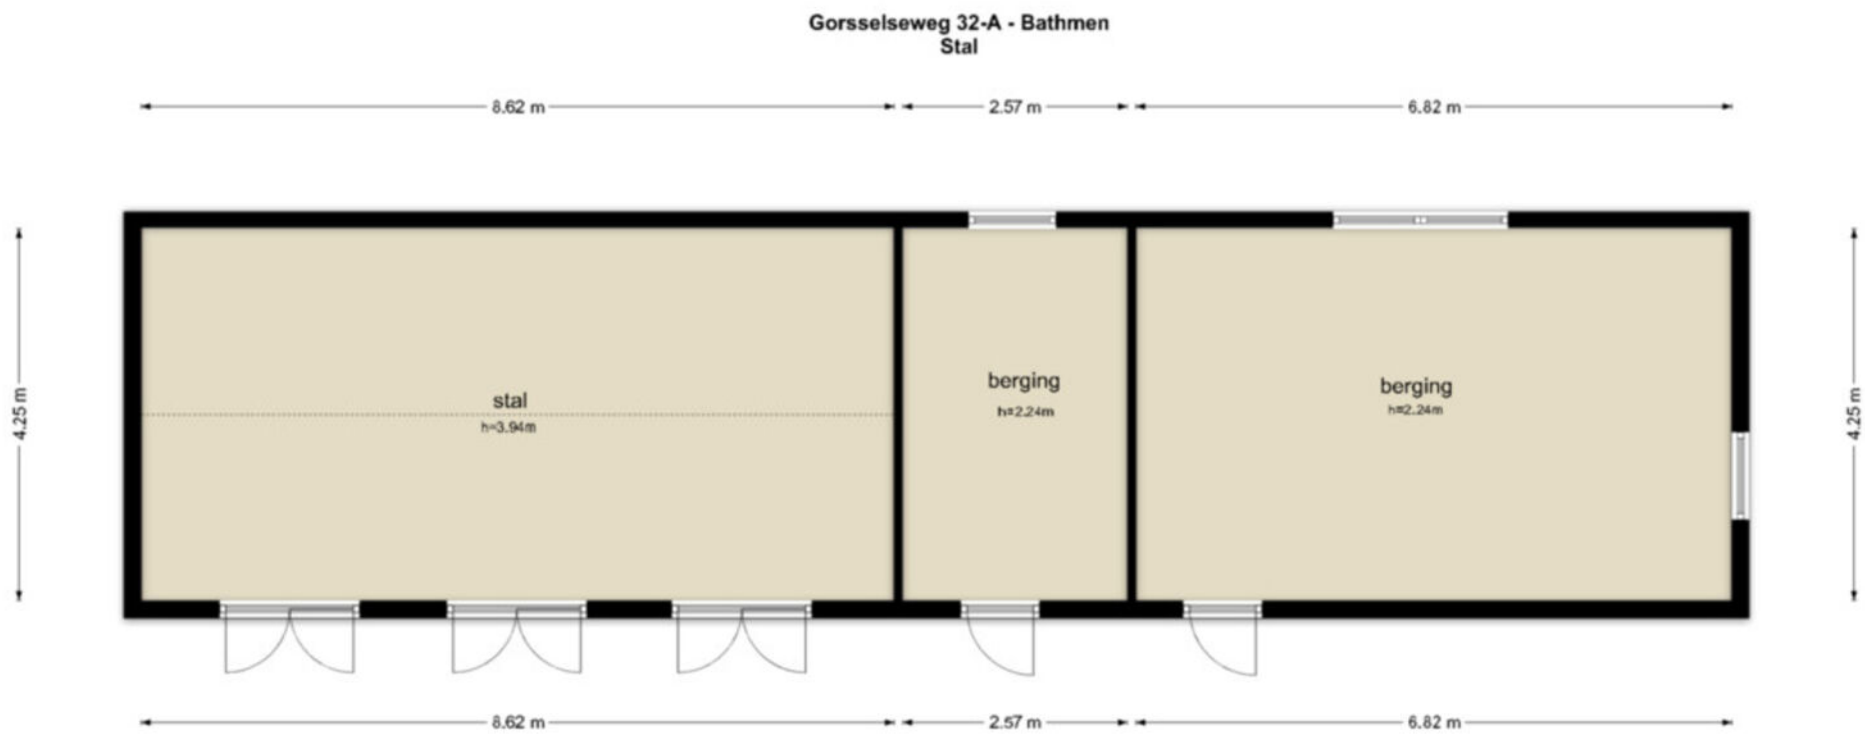 Gorsselseweg 32-A - Bathmen
Stal
8.62 m
2.57 m
6.82 m
4.25 m
stal
h=3.94m
berging
h=2.24m
berging
h=2.24m
4.25 m
8.62 m
2.57 m
6.82 m